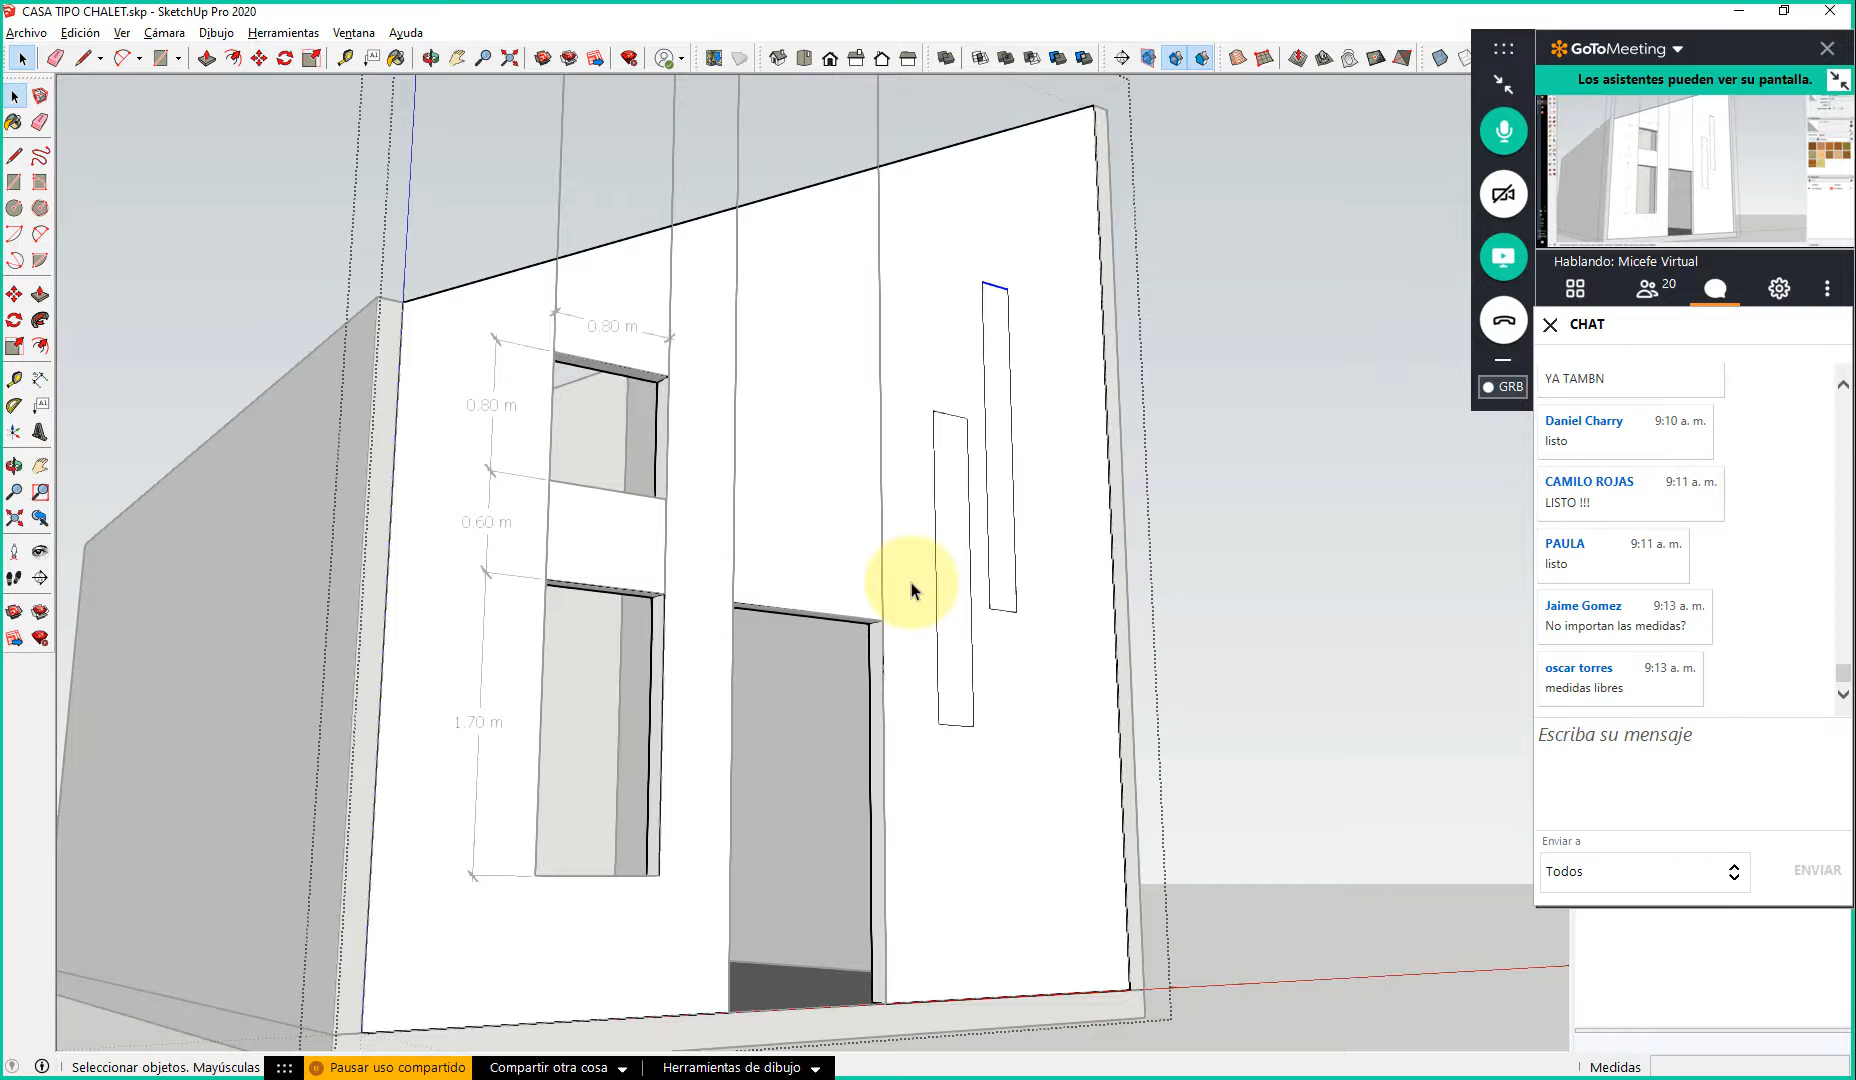 CASA TIPO CHALET.skp - SketchUp Pro 2020
Archivo Edición Ver Cámara Dibujo Herramientas Ventana Ayuda
0.80 m
0.80 m
0.60 m
1.70 m
GRB
GoToMeeting
Los asistentes pueden ver su pantalla.
Hablando: Micefe Virtual
20
CHAT
YA TAMBN
Daniel Charry 9:10 a. m.
listo
CAMILO ROJAS 9:11 a. m.
LISTO !!!
PAULA 9:11 a. m.
listo
Jaime Gomez 9:13 a. m.
No importan las medidas?
oscar torres 9:13 a. m.
medidas libres
Escriba su mensaje
Enviar a
Todos
ENVIAR
Seleccionar objetos. Mayúsculas
Pausar uso compartido
Compartir otra cosa
Herramientas de dibujo
Medidas